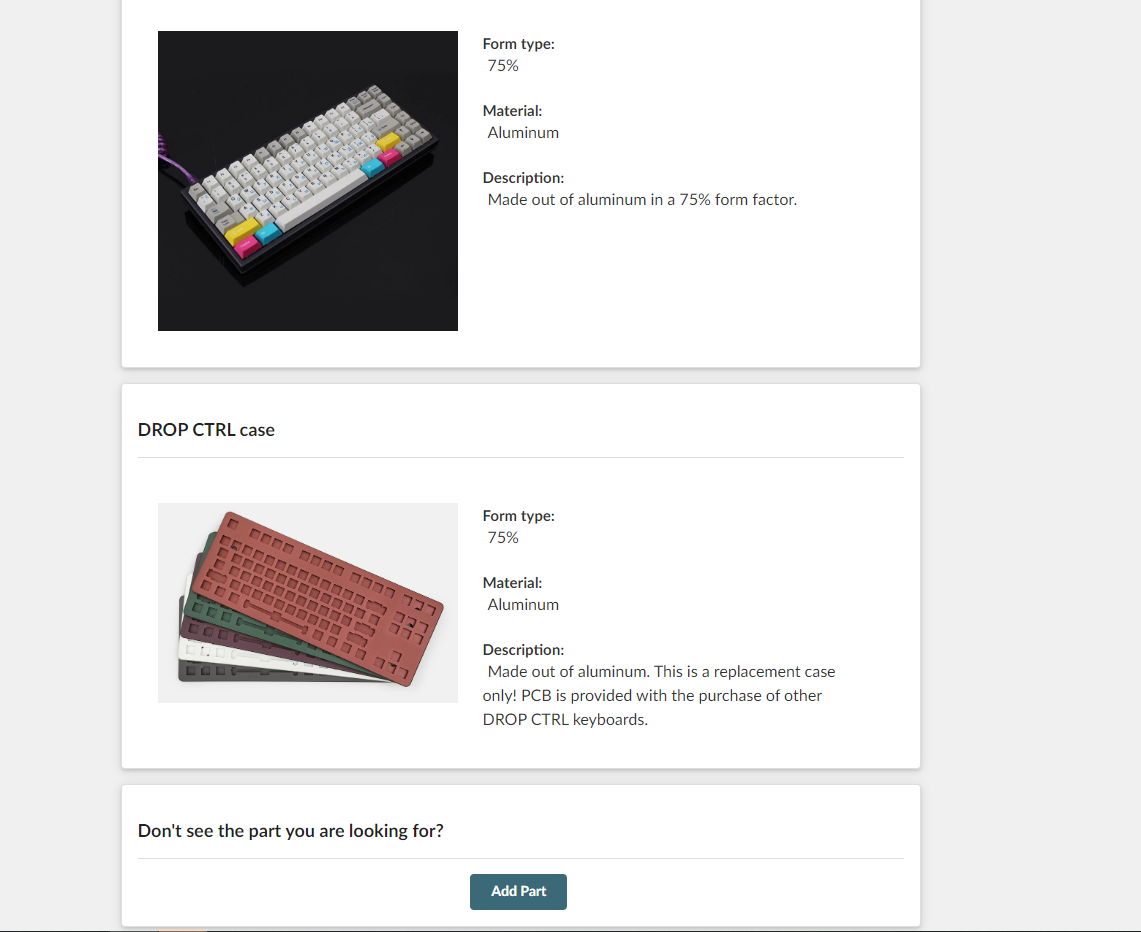 Form type:
75%
Material:
Aluminum
Description:
Made out of aluminum in a 75% form factor.
DROP CTRL case
Form type:
75%
Material:
Aluminum
Description:
Made out of aluminum. This is a replacement case
only! PCB is provided with the purchase of other
DROP CTRL keyboards.
Don't see the part you are looking for?
Add Part